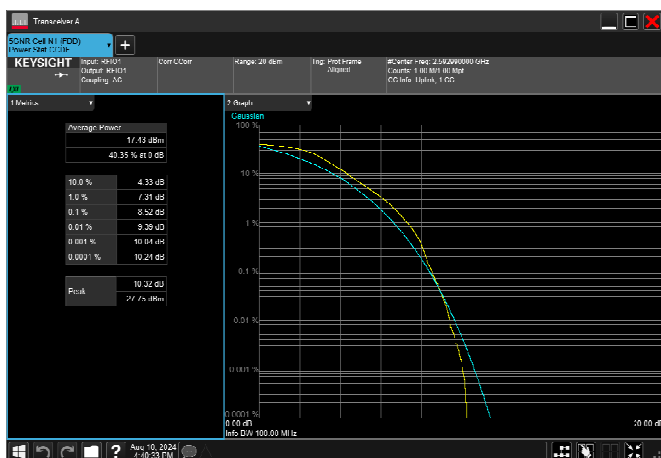 Transceiver A
5GNR Cell N1 (FDD)
Power Stat CCDF
KEYSIGHT
Input: RFIO1
Output: RFIO1
Coupling: AC
Corr CCorr
Range: 20 dBm
Trig: Prot Frame
Aligned
#Center Freq: 2.592990000 GHz
Counts: 1.00 M/1.00 Mpt
CC Info: Uplink, 1 CC
1 Metrics
Average Power
17.43 dBm
40.35 % at 0 dB
10.0 % 4.33 dB
1.0 % 7.31 dB
0.1 % 8.52 dB
0.01 % 9.39 dB
0.001 % 10.04 dB
0.0001 % 10.24 dB
Peak
10.32 dB
27.75 dBm
2 Graph
Gaussian
100 %
10 %
1 %
0.1 %
0.01 %
0.001 %
0.0001 %
0.00 dB
20.00 dB
Info BW 100.00 MHz
Aug 10, 2024
4:40:33 PM